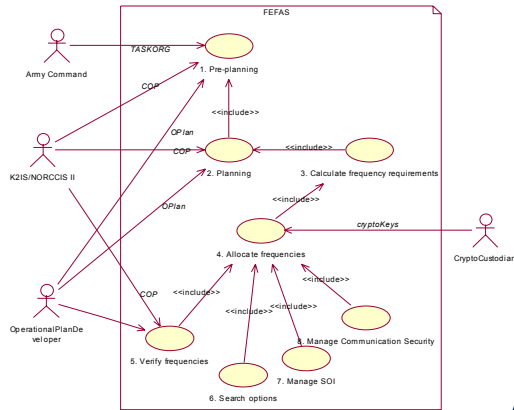 FEFAS
TASKORG
Army Command
1. Pre-planning
COP
<<include>>
OPlan
COP
<<include>>
K2IS/NORCCIS II
2. Planning
3. Calculate frequency requirements
OPlan
<<include>>
cryptoKeys
4. Allocate frequencies
CryptoCustodian
COP
<<include>>
<<include>>
<<include>>
<<include>>
OperationalPlanDe
veloper
5. Verify frequencies
8. Manage Communication Security
7. Manage SOI
6. Search options